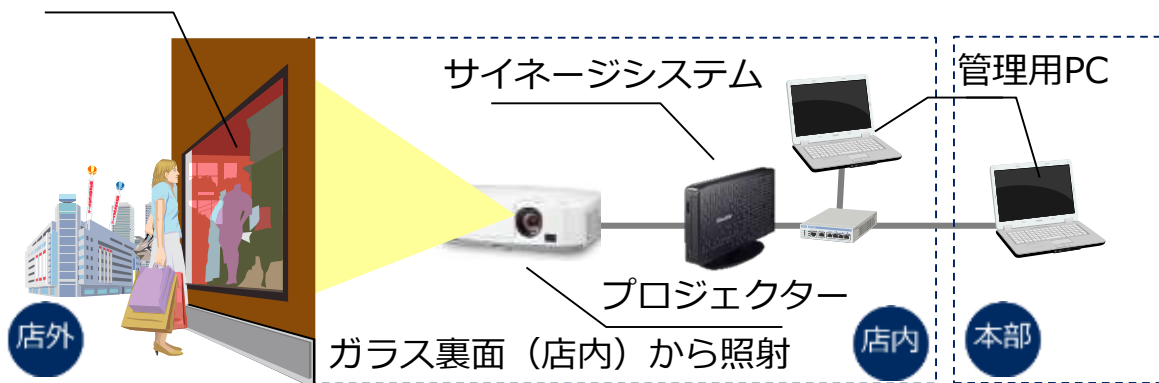 サイネージシステム
管理用PC
プロジェクター
ガラス裏面（店内）から照射
店外
店内
本部